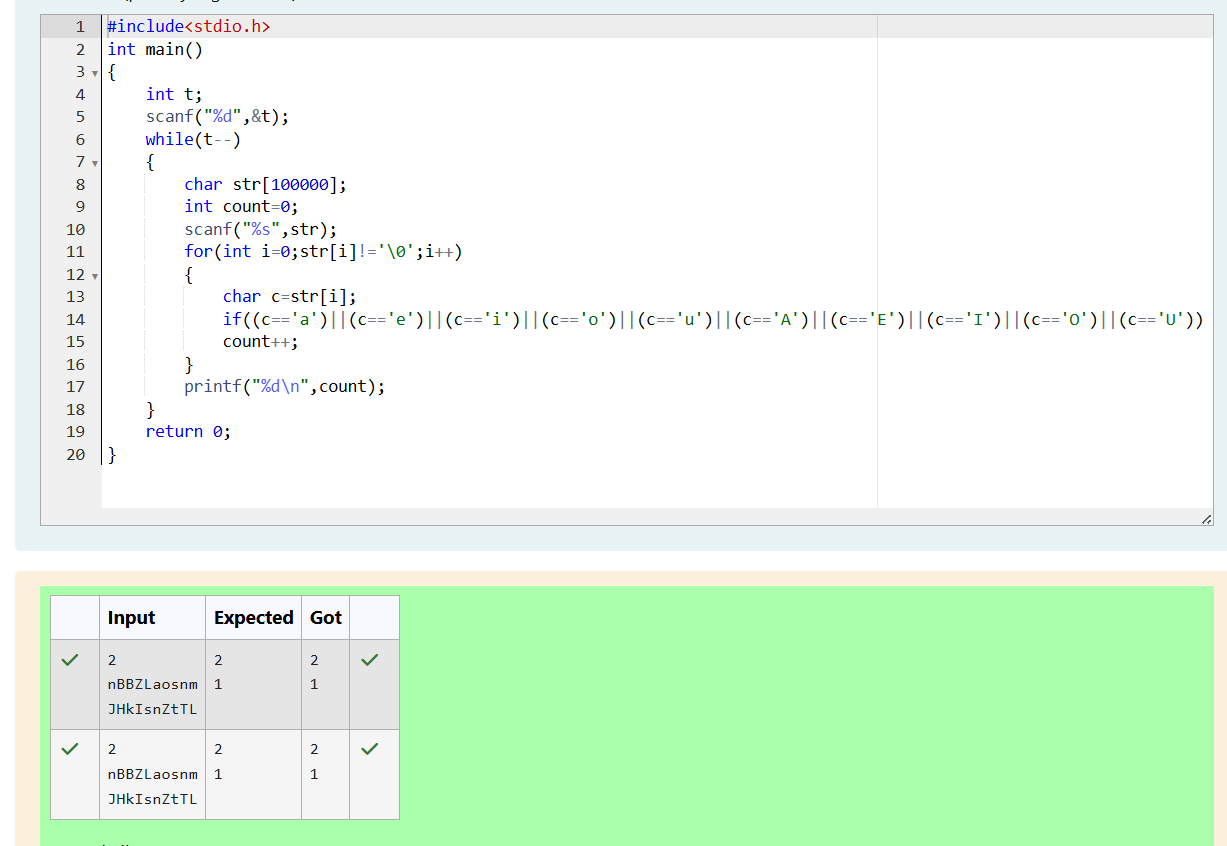 1 #include<stdio.h>
2 int main()
3 {
4     int t;
5     scanf("%d",&t);
6     while(t--)
7     {
8         char str[100000];
9         int count=0;
10         scanf("%s",str);
11         for(int i=0;str[i]!='\0';i++)
12         {
13             char c=str[i];
14             if((c=='a')||(c=='e')||(c=='i')||(c=='o')||(c=='u')||(c=='A')||(c=='E')||(c=='I')||(c=='O')||(c=='U'))
15             count++;
16         }
17         printf("%d\n",count);
18     }
19     return 0;
20 }
Input Expected Got
2 2 2
nBBZLaosnm 1 1
JHkIsnZtTL
2 2 2
nBBZLaosnm 1 1
JHkIsnZtTL